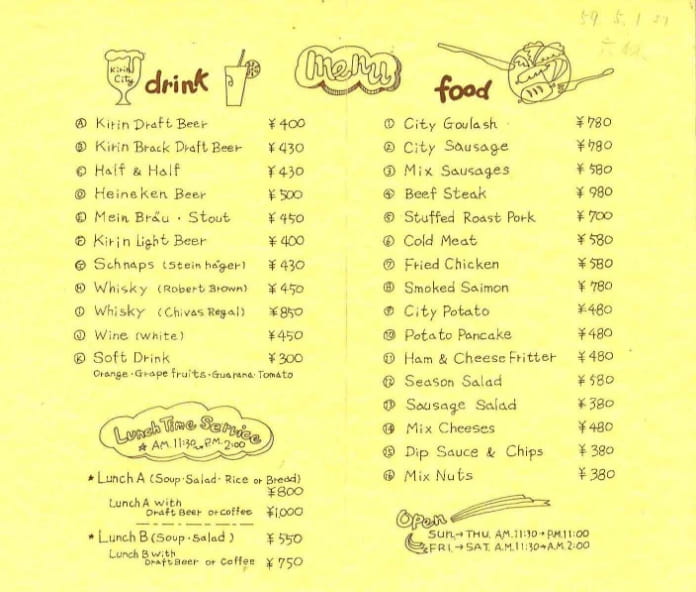 59. 5. 1
Kirin City
drink
menu
food
Ⓐ Kirin Draft Beer ¥400
Ⓑ Kirin Brack Draft Beer ¥430
Ⓒ Half & Half ¥430
Ⓓ Heineken Beer ¥500
Ⓔ Mein Bräu · Stout ¥450
Ⓕ Kirin Light Beer ¥400
Ⓖ Schnaps (Stein häger) ¥430
Ⓗ Whisky (Robert Brown) ¥450
Ⓘ Whisky (Chivas Regal) ¥850
Ⓙ Wine (White) ¥450
Ⓚ Soft Drink ¥300
Orange · Grape fruits · Guarana · Tomato
Lunch Time Service
☆ A.M. 11:30 ~ P.M. 2:00
★ Lunch A (Soup · Salad · Rice or Bread)
¥800
Lunch A with
Draft Beer or Coffee ¥1,000
★ Lunch B (Soup · Salad) ¥550
Lunch B with
Draft Beer or Coffee ¥750
① City Goulash ¥780
② City Sausage ¥780
③ Mix Sausages ¥580
④ Beef Steak ¥980
⑤ Stuffed Roast Pork ¥700
⑥ Cold Meat ¥580
⑦ Fried Chicken ¥580
⑧ Smoked Saimon ¥780
⑨ City Potato ¥480
⑩ Potato Pancake ¥480
⑪ Ham & Cheese Fritter ¥480
⑫ Season Salad ¥580
⑬ Sausage Salad ¥380
⑭ Mix Cheeses ¥480
⑮ Dip Sauce & Chips ¥380
⑯ Mix Nuts ¥380
Open
SUN. → THU. A.M. 11:30 → P.M. 11:00
FRI. → SAT. A.M. 11:30 → A.M. 2:00